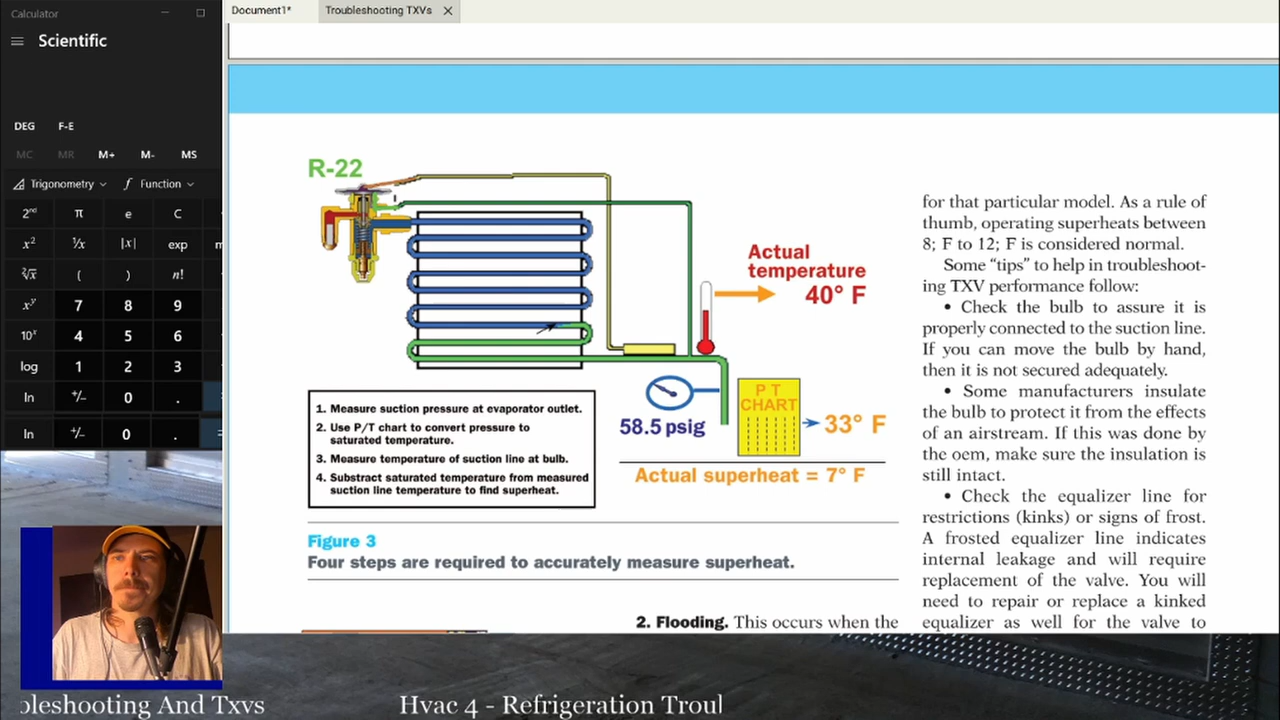 Calculator
Scientific
DEG F-E
MC MR M+ M- MS
Trigonometry Function
2ⁿᵈ π e C
x² ¹/x |x| exp
²√x ( ) n!
xʸ 7 8 9
10ˣ 4 5 6
log 1 2 3
ln +/- 0 .
ln +/- 0 .
Document1* Troubleshooting TXVs
R-22
Actual
temperature
40° F
P T
CHART
58.5 psig
33° F
Actual superheat = 7° F
1. Measure suction pressure at evaporator outlet.
2. Use P/T chart to convert pressure to
saturated temperature.
3. Measure temperature of suction line at bulb.
4. Substract saturated temperature from measured
suction line temperature to find superheat.
Figure 3
Four steps are required to accurately measure superheat.
2. Flooding. This occurs when the
for that particular model. As a rule of
thumb, operating superheats between
8; F to 12; F is considered normal.
Some “tips” to help in troubleshoot-
ing TXV performance follow:
• Check the bulb to assure it is
properly connected to the suction line.
If you can move the bulb by hand,
then it is not secured adequately.
• Some manufacturers insulate
the bulb to protect it from the effects
of an airstream. If this was done by
the oem, make sure the insulation is
still intact.
• Check the equalizer line for
restrictions (kinks) or signs of frost.
A frosted equalizer line indicates
internal leakage and will require
replacement of the valve. You will
need to repair or replace a kinked
equalizer as well for the valve to
bleshooting And Txvs Hvac 4 - Refrigeration Troul